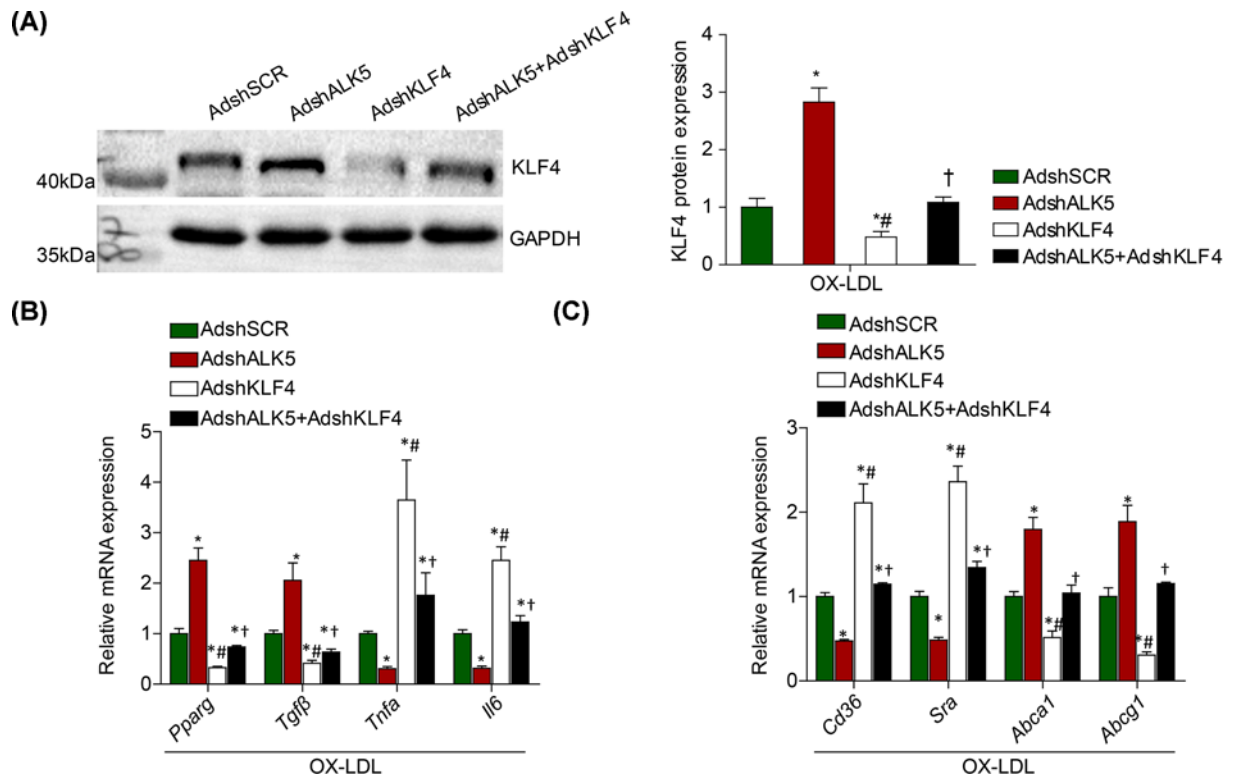 (A)
AdshSCR
AdshALK5
AdshKLF4
AdshALK5+AdshKLF4
40kDa
KLF4
35kDa
GAPDH
KLF4 protein expression
4
3
2
1
0
*
*#
†
OX-LDL
AdshSCR
AdshALK5
AdshKLF4
AdshALK5+AdshKLF4
(B)
AdshSCR
AdshALK5
AdshKLF4
AdshALK5+AdshKLF4
Relative mRNA expression
5
4
3
2
1
0
* *#
*†
* *#
*†
* *#
*†
* *#
*†
Pparg
Tgfβ
Tnfa
Il6
OX-LDL
(C)
AdshSCR
AdshALK5
AdshKLF4
AdshALK5+AdshKLF4
Relative mRNA expression
3
2
1
0
* *#
*†
* *#
*†
* *#
†
* *#
†
Cd36
Sra
Abca1
Abcg1
OX-LDL